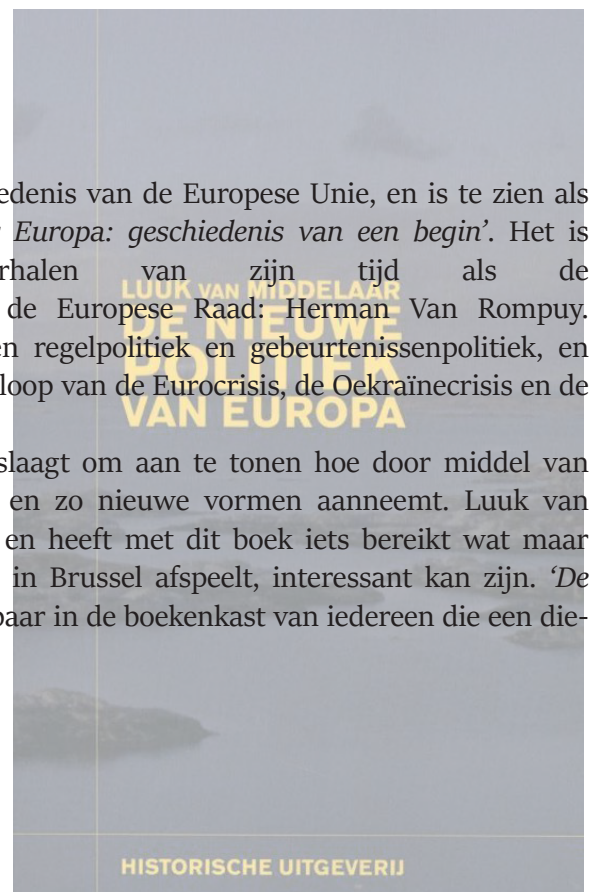 edenis van de Europese Unie, en is te zien als
Europa: geschiedenis van een begin’. Het is
rhalen van zijn tijd als de
LUUK VAN MIDDELAAR
de Europese Raad: Herman Van Rompuy.
DE NIEUWE
en regelpolitiek en gebeurtenissenpolitiek, en
POLITIEK
loop van de Eurocrisis, de Oekraïnecrisis en de
VAN EUROPA
slaagt om aan te tonen hoe door middel van
en zo nieuwe vormen aanneemt. Luuk van
en heeft met dit boek iets bereikt wat maar
in Brussel afspeelt, interessant kan zijn. ‘De
baar in de boekenkast van iedereen die een die-
HISTORISCHE UITGEVERIJ